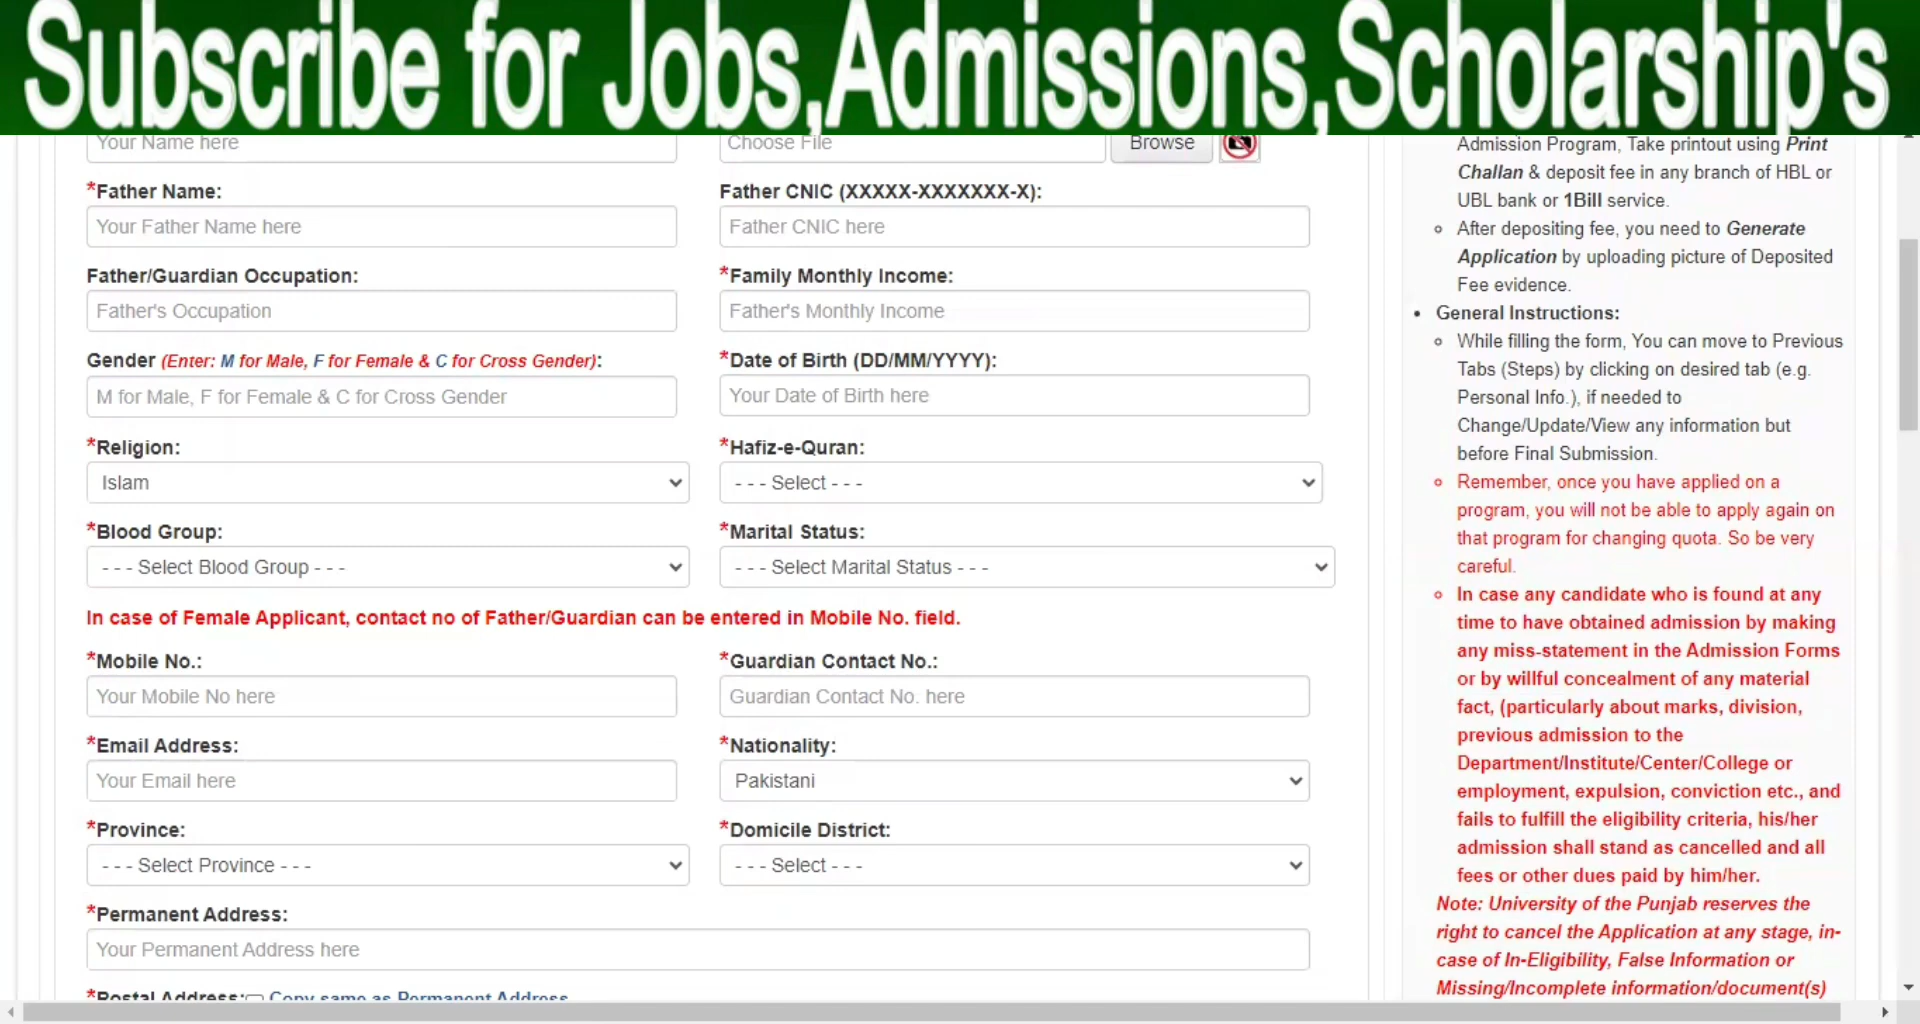 Subscribe for Jobs,Admissions,Scholarship's
Your Name here
Choose File
Browse
*Father Name:
Father CNIC (XXXXX-XXXXXXX-X):
Your Father Name here
Father CNIC here
Father/Guardian Occupation:
*Family Monthly Income:
Father's Occupation
Father's Monthly Income
Gender (Enter: M for Male, F for Female & C for Cross Gender):
*Date of Birth (DD/MM/YYYY):
M for Male, F for Female & C for Cross Gender
Your Date of Birth here
*Religion:
*Hafiz-e-Quran:
Islam
- - - Select - - -
*Blood Group:
*Marital Status:
- - - Select Blood Group - - -
- - - Select Marital Status - - -
In case of Female Applicant, contact no of Father/Guardian can be entered in Mobile No. field.
*Mobile No.:
*Guardian Contact No.:
Your Mobile No here
Guardian Contact No. here
*Email Address:
*Nationality:
Your Email here
Pakistani
*Province:
*Domicile District:
- - - Select Province - - -
- - - Select - - -
*Permanent Address:
Your Permanent Address here
*Postal Address: Copy same as Permanent Address
Admission Program, Take printout using Print
Challan & deposit fee in any branch of HBL or
UBL bank or 1Bill service.
After depositing fee, you need to Generate
Application by uploading picture of Deposited
Fee evidence.
General Instructions:
While filling the form, You can move to Previous
Tabs (Steps) by clicking on desired tab (e.g.
Personal Info.), if needed to
Change/Update/View any information but
before Final Submission.
Remember, once you have applied on a
program, you will not be able to apply again on
that program for changing quota. So be very
careful.
In case any candidate who is found at any
time to have obtained admission by making
any miss-statement in the Admission Forms
or by willful concealment of any material
fact, (particularly about marks, division,
previous admission to the
Department/Institute/Center/College or
employment, expulsion, conviction etc., and
fails to fulfill the eligibility criteria, his/her
admission shall stand as cancelled and all
fees or other dues paid by him/her.
Note: University of the Punjab reserves the
right to cancel the Application at any stage, in-
case of In-Eligibility, False Information or
Missing/Incomplete information/document(s)